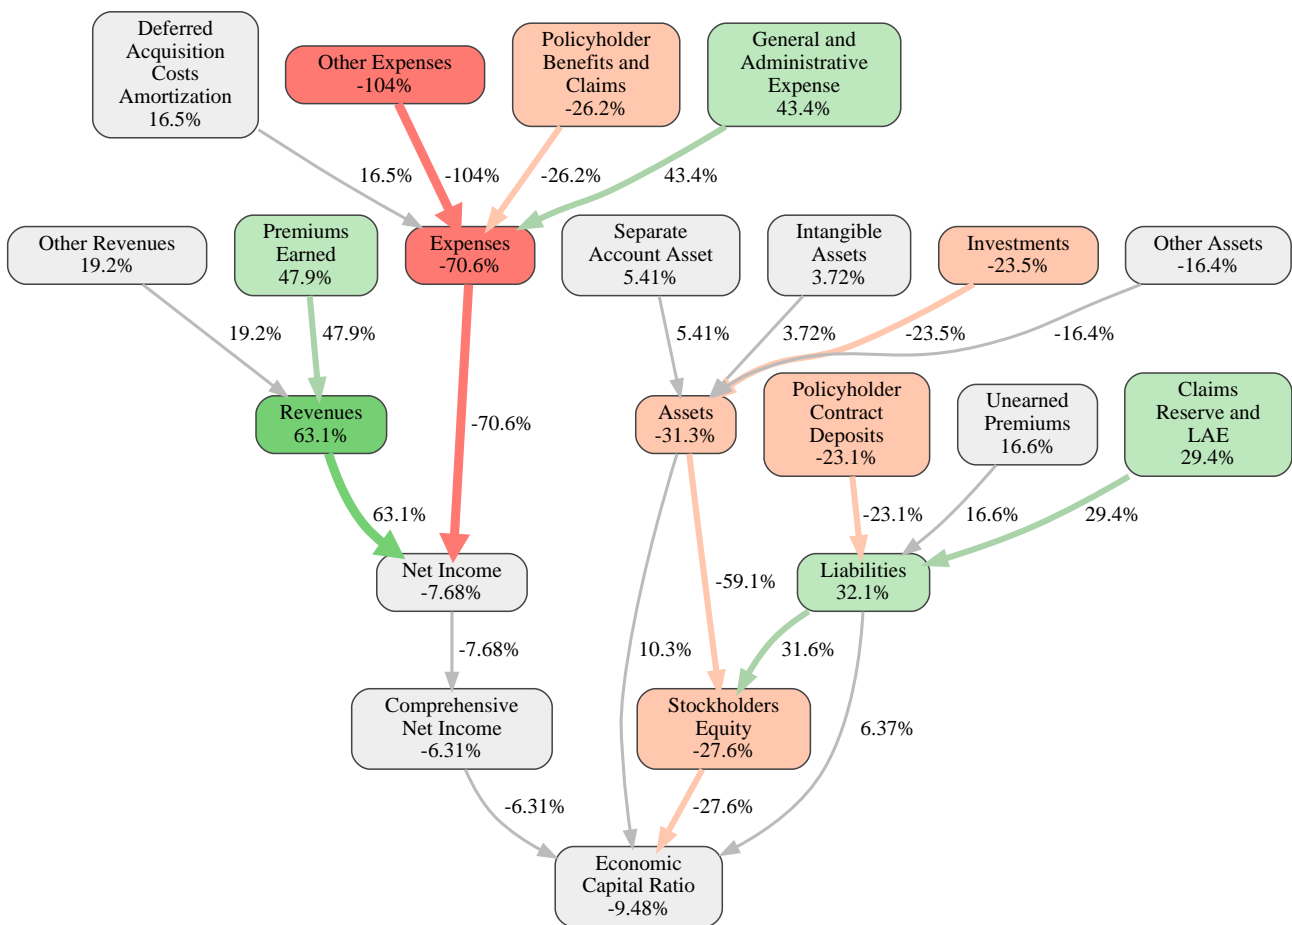 Deferred
Acquisition
Costs
Amortization
16.5%
Other Expenses
-104%
Policyholder
Benefits and
Claims
-26.2%
General and
Administrative
Expense
43.4%
16.5%
-104%
-26.2%
43.4%
Other Revenues
19.2%
Premiums
Earned
47.9%
Expenses
-70.6%
Separate
Account Asset
5.41%
Intangible
Assets
3.72%
Investments
-23.5%
Other Assets
-16.4%
19.2%
47.9%
-70.6%
5.41%
3.72%
-23.5%
-16.4%
Revenues
63.1%
Assets
-31.3%
Policyholder
Contract
Deposits
-23.1%
Unearned
Premiums
16.6%
Claims
Reserve and
LAE
29.4%
63.1%
-59.1%
-23.1%
16.6%
29.4%
Net Income
-7.68%
Liabilities
32.1%
-7.68%
10.3%
31.6%
6.37%
Comprehensive
Net Income
-6.31%
Stockholders
Equity
-27.6%
-6.31%
-27.6%
Economic
Capital Ratio
-9.48%